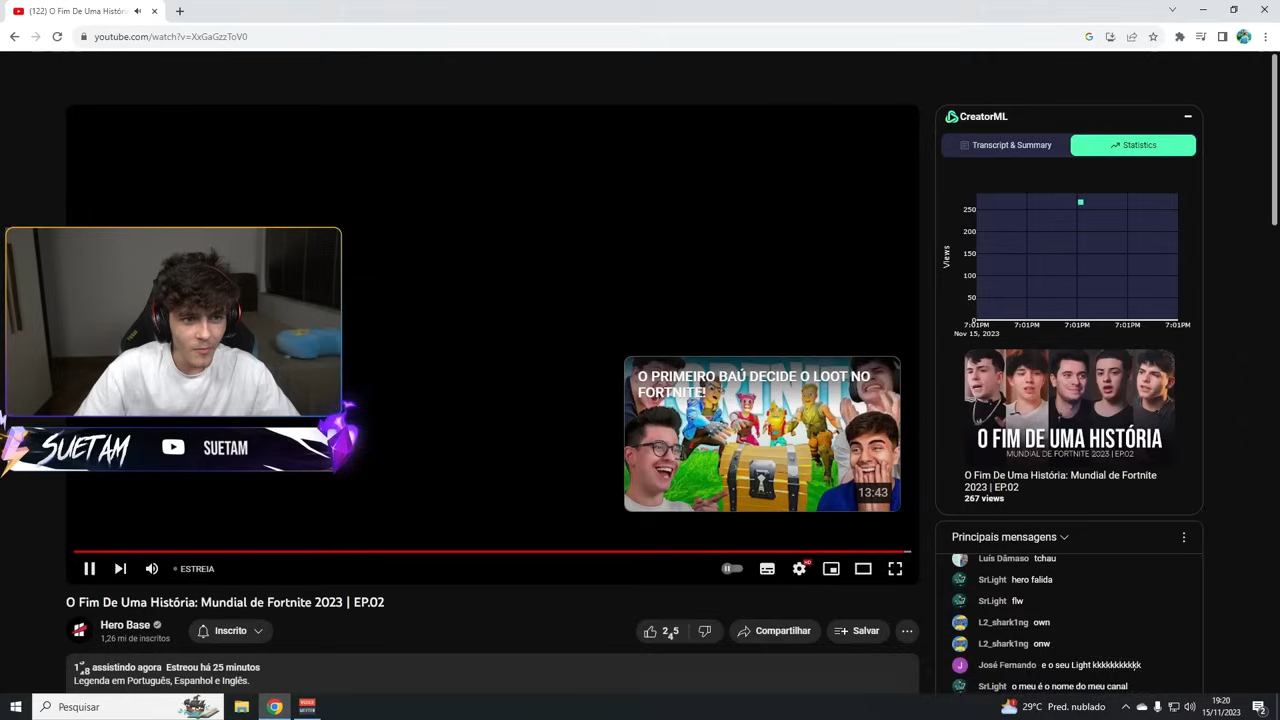 (122) O Fim De Uma Históri
youtube.com/watch?v=XxGaGzzToV0
CreatorML
Transcript & Summary
Statistics
250
200
150
100
50
0
Views
7:01PM 7:01PM 7:01PM 7:01PM 7:01PM
Nov 15, 2023
O PRIMEIRO BAÚ DECIDE O LOOT NO
FORTNITE!
13:43
SUETAM
SUETAM
O FIM DE UMA HISTÓRIA
MUNDIAL DE FORTNITE 2023 | EP.02
O Fim De Uma História: Mundial de Fortnite
2023 | EP.02
267 views
Principais mensagens
Luís Dâmaso tchau
SrLight hero falida
SrLight flw
L2_shark1ng own
L2_shark1ng onw
José Fernando e o seu Light kkkkkkkkkkk
SrLight o meu é o nome do meu canal
ESTREIA
HD
O Fim De Uma História: Mundial de Fortnite 2023 | EP.02
Hero Base
1,26 mi de inscritos
Inscrito
Compartilhar
Salvar
assistindo agora Estreou há 25 minutos
Legenda em Português, Espanhol e Inglês.
Pesquisar
29°C Pred. nublado
19:20
15/11/2023
2